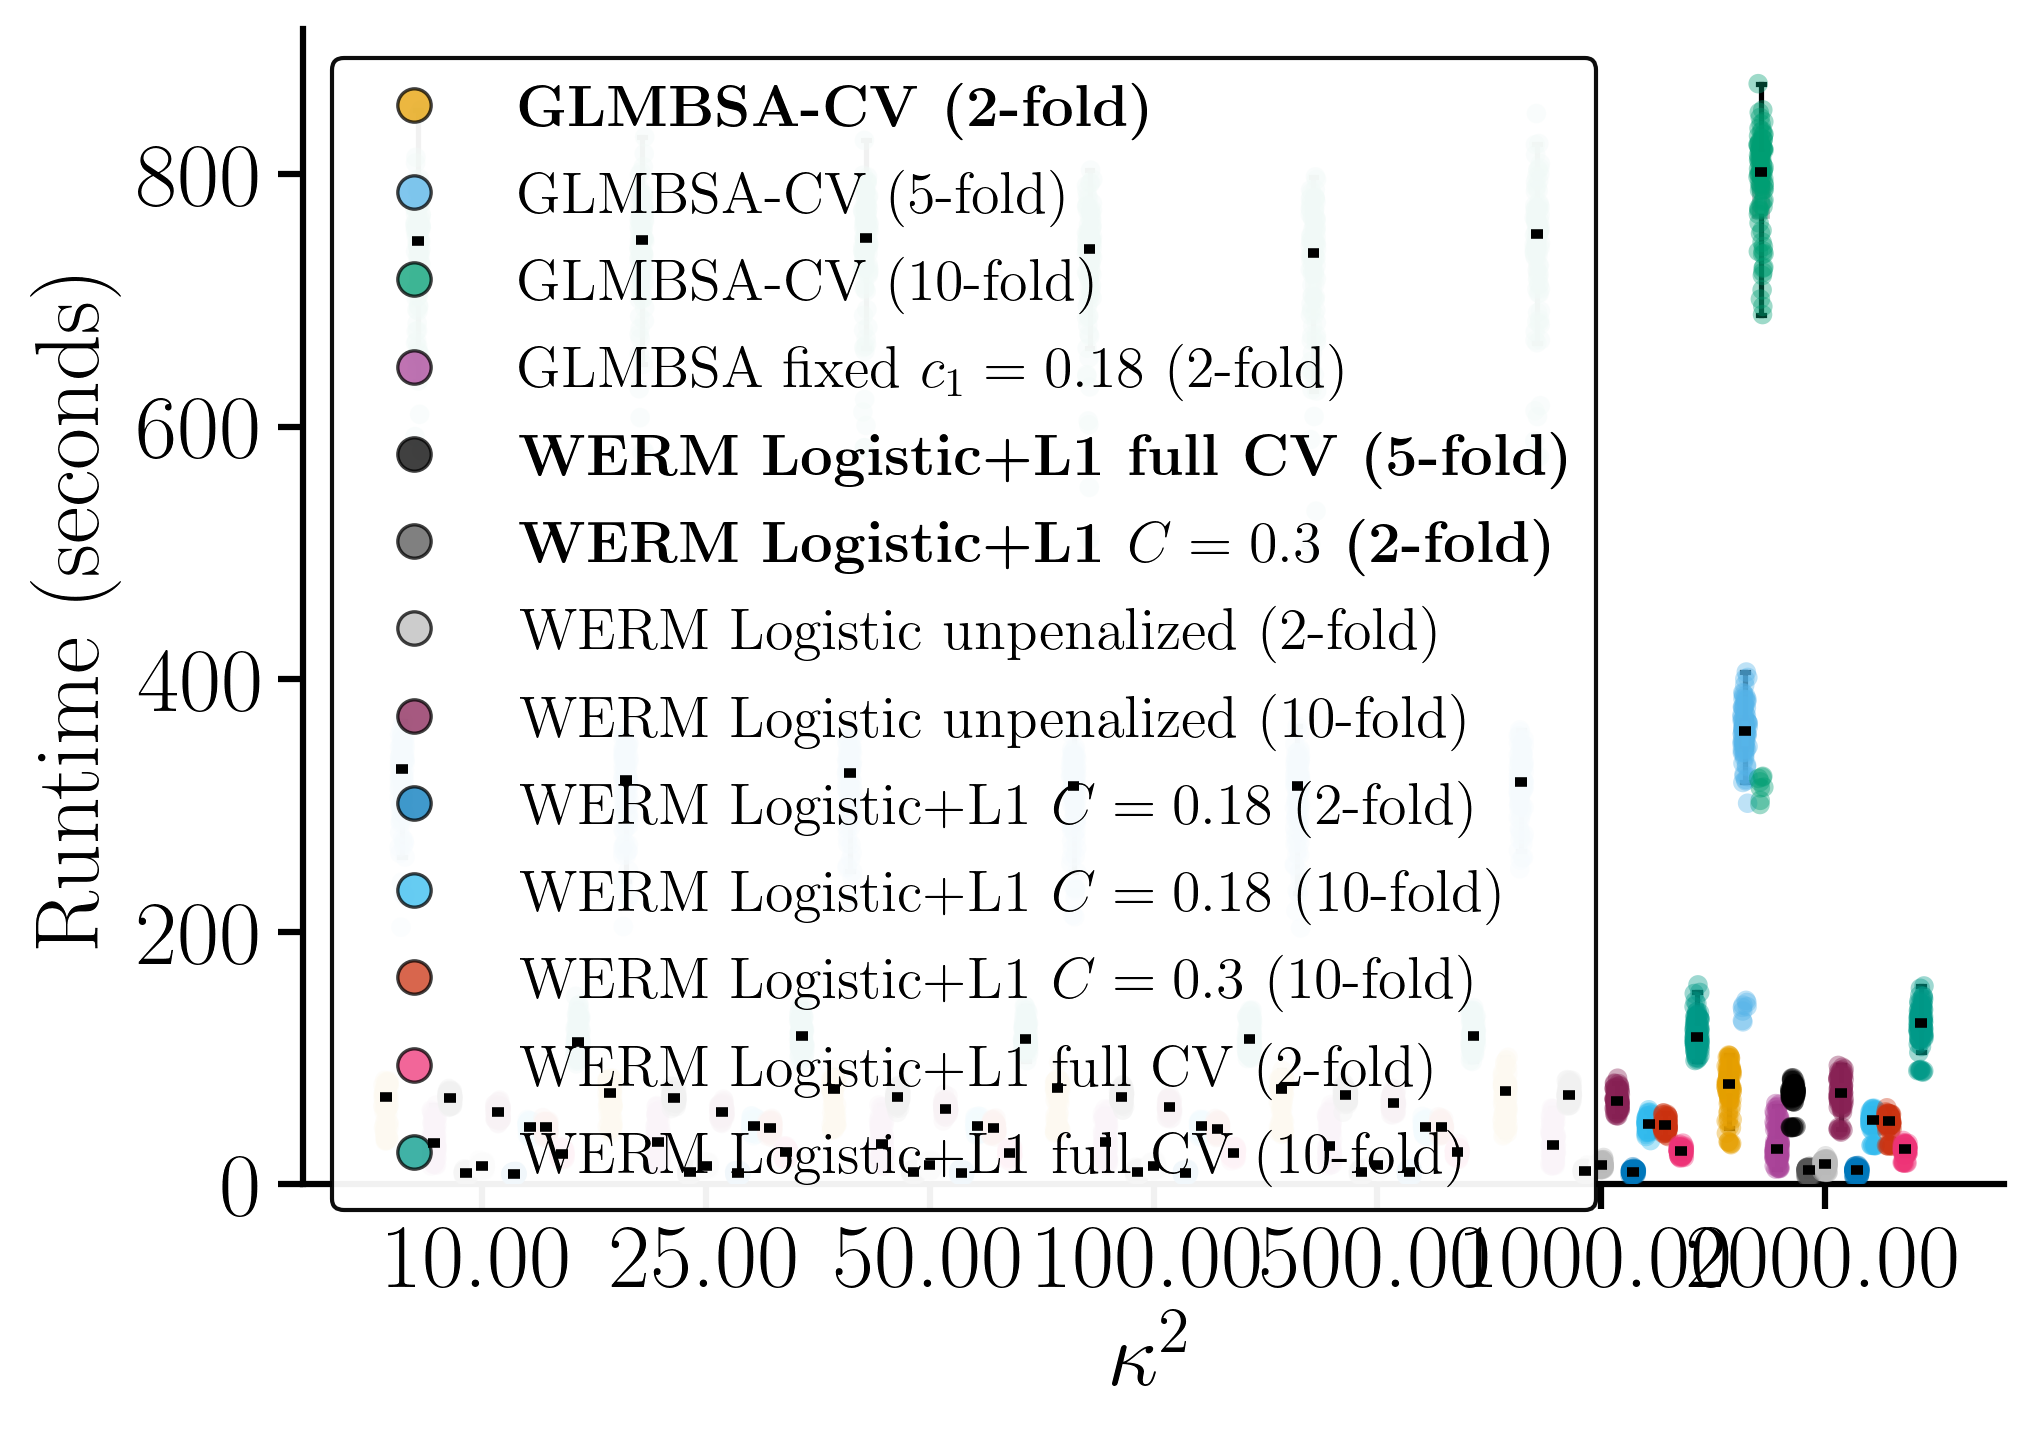 Runtime (seconds)
800
600
400
200
0
GLMBSA-CV (2-fold)
GLMBSA-CV (5-fold)
GLMBSA-CV (10-fold)
GLMBSA fixed c₁ = 0.18 (2-fold)
WERM Logistic+L1 full CV (5-fold)
WERM Logistic+L1 C = 0.3 (2-fold)
WERM Logistic unpenalized (2-fold)
WERM Logistic unpenalized (10-fold)
WERM Logistic+L1 C = 0.18 (2-fold)
WERM Logistic+L1 C = 0.18 (10-fold)
WERM Logistic+L1 C = 0.3 (10-fold)
WERM Logistic+L1 full CV (2-fold)
WERM Logistic+L1 full CV (10-fold)
10.00 25.00 50.00 100.00 500.00 1000.00 2000.00
κ²